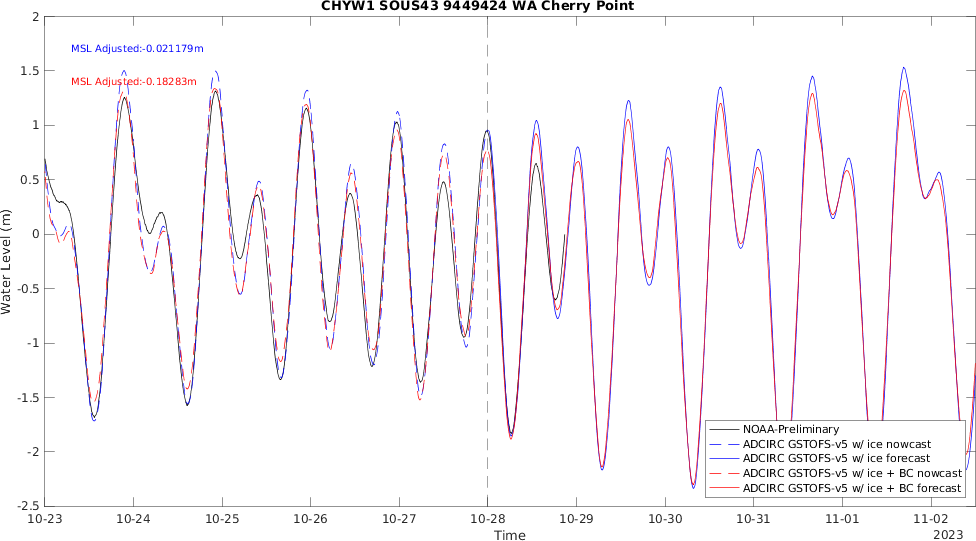 CHYW1 SOUS43 9449424 WA Cherry Point
MSL Adjusted:-0.021179m
MSL Adjusted:-0.18283m
Water Level (m)
2
1.5
1
0.5
0
-0.5
-1
-1.5
-2
-2.5
NOAA-Preliminary
ADCIRC GSTOFS-v5 w/ ice nowcast
ADCIRC GSTOFS-v5 w/ ice forecast
ADCIRC GSTOFS-v5 w/ ice + BC nowcast
ADCIRC GSTOFS-v5 w/ ice + BC forecast
10-23 10-24 10-25 10-26 10-27 10-28 10-29 10-30 10-31 11-01 11-02
Time
2023